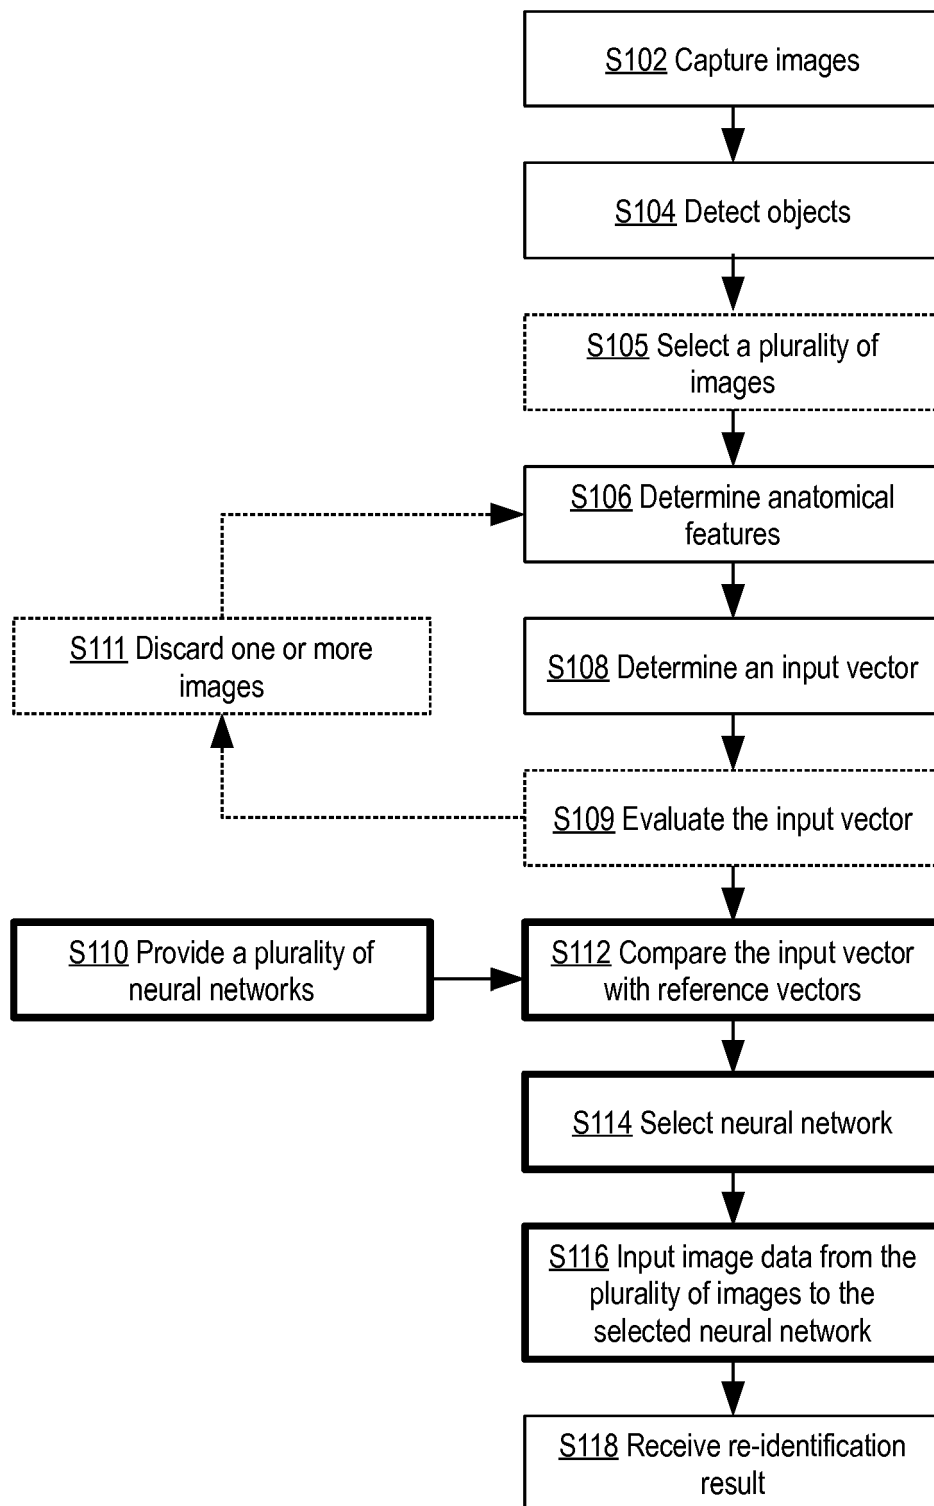 S102 Capture images
S104 Detect objects
S105 Select a plurality of
images
S106 Determine anatomical
features
S111 Discard one or more
images
S108 Determine an input vector
S109 Evaluate the input vector
S110 Provide a plurality of
neural networks
S112 Compare the input vector
with reference vectors
S114 Select neural network
S116 Input image data from the
plurality of images to the
selected neural network
S118 Receive re-identification
result